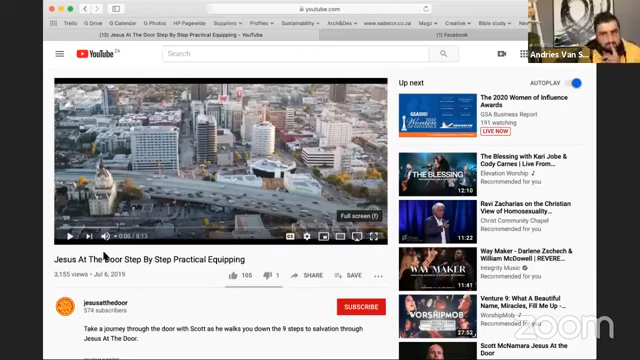 youtube.com
Trello G Drive G Calendar G Photos HP Pagewide Suppliers Profiles Sustainability Arch&Des www.sadecor.co.za Magz Creative Bible study
(13) Jesus At The Door Step By Step Practical Equipping - YouTube
(1) Facebook
YouTube ZA
Search
Andries Van S...
Up next
AUTOPLAY
The 2020 Women of Influence
Awards
GSA Business Report
191 watching
LIVE NOW
The Blessing with Kari Jobe &
Cody Carnes | Live From...
Elevation Worship
Recommended for you
THE BLESSING
12:10
Full screen (f)
0:00 / 8:13
Ravi Zacharias on the Christian
View of Homosexuality
Christ Community Chapel
Recommended for you
11:22
Jesus At The Door Step By Step Practical Equipping
3,155 views • Jul 6, 2019
105
1
SHARE
SAVE
Way Maker - Darlene Zschech &
William McDowell | REVERE...
Integrity Music
Recommended for you
WAY MAKER
11:41
jesusatthedoor
574 subscribers
SUBSCRIBE
Venture 9: What A Beautiful
Name, Miracles, Fill Me Up -
WorshipMob
Recommended for you
WORSHIPMOB
27:52
Take a journey through the door with Scott as he walks you down the 9 steps to salvation through
Jesus At The Door.
Scott McNamara Jesus At the
Door
zoom